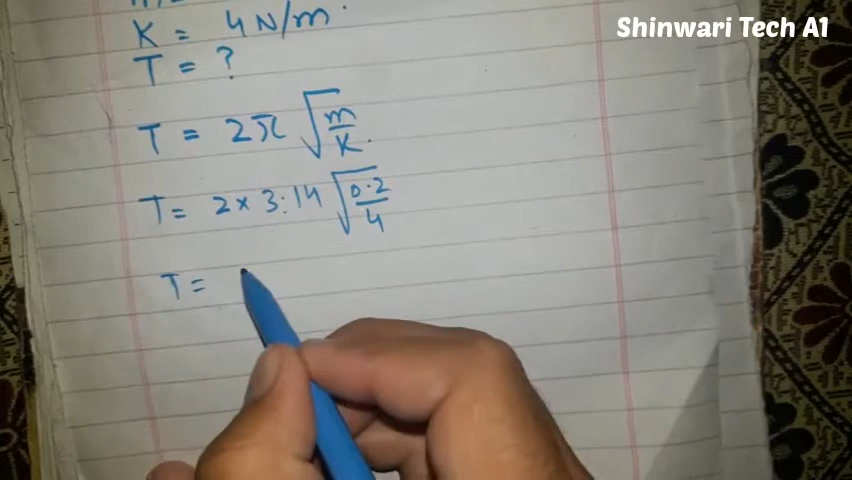 Shinwari Tech A1
K = 4 N/m.
T = ?
T = 2π √m/K.
T = 2 × 3.14 √0.2/4
T =